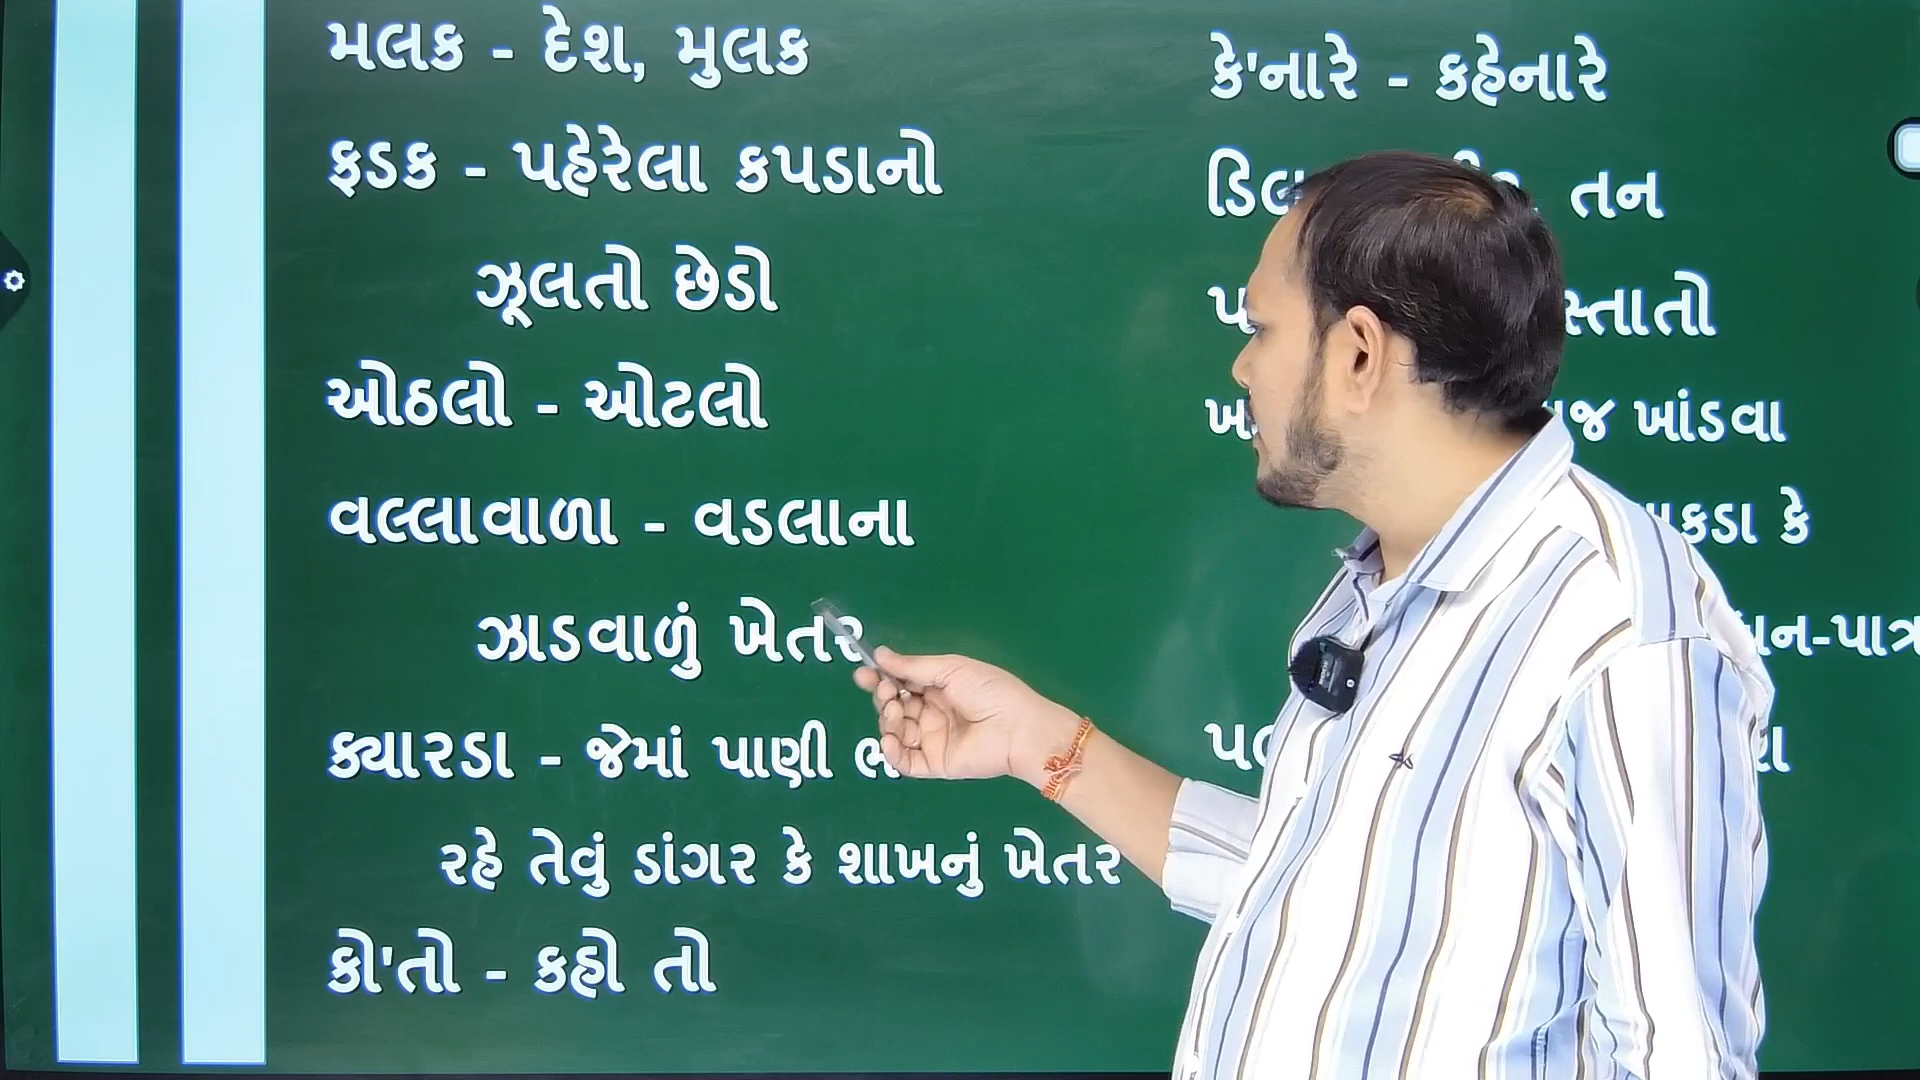 મલક - દેશ, મુલક
ફડક - પહેરેલા કપડાનો
ઝૂલતો છેડો
ઓઠલો - ઓટલો
વલ્લાવાળા - વડલાના
ઝાડવાળું ખેતર
ક્યારડા - જેમાં પાણી
રહે તેવું ડાંગર કે શાખનું ખેતર
કો'તો - કહો તો
કે'નારે - કહેનારે
તન
ખાંડવા
કે